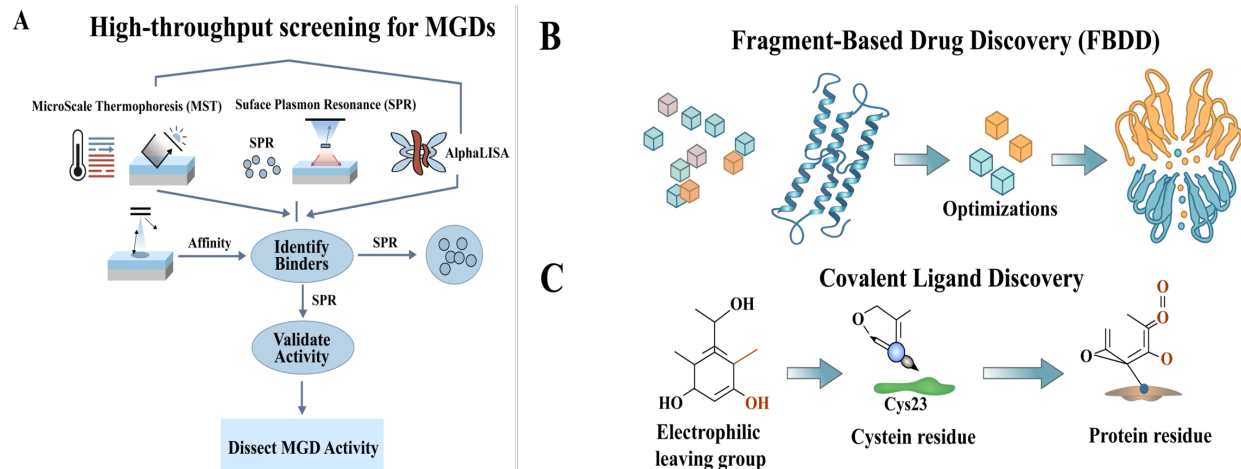 A
High-throughput screening for MGDs
MicroScale Thermophoresis (MST)
Suface Plasmon Resonance (SPR)
SPR
AlphaLISA
Affinity
Identify
Binders
SPR
SPR
Validate
Activity
Dissect MGD Activity
B
Fragment-Based Drug Discovery (FBDD)
Optimizations
C
Covalent Ligand Discovery
OH
HO
OH
Electrophilic
leaving group
O
Cys23
Cystein residue
O
O
O
O
Protein residue